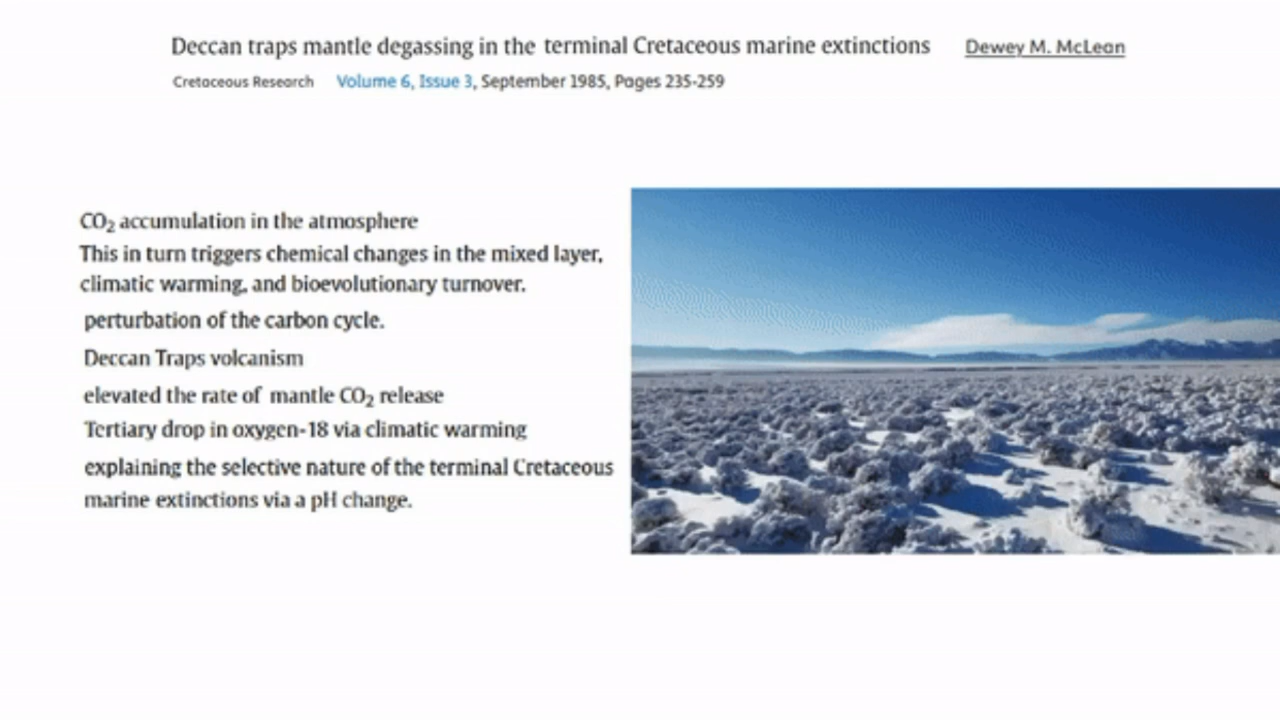 Deccan traps mantle degassing in the terminal Cretaceous marine extinctions Dewey M. McLean
Cretaceous Research Volume 6, Issue 3, September 1985, Pages 235-259
CO₂ accumulation in the atmosphere
This in turn triggers chemical changes in the mixed layer,
climatic warming, and bioevolutionary turnover.
perturbation of the carbon cycle.
Deccan Traps volcanism
elevated the rate of mantle CO₂ release
Tertiary drop in oxygen-18 via climatic warming
explaining the selective nature of the terminal Cretaceous
marine extinctions via a pH change.